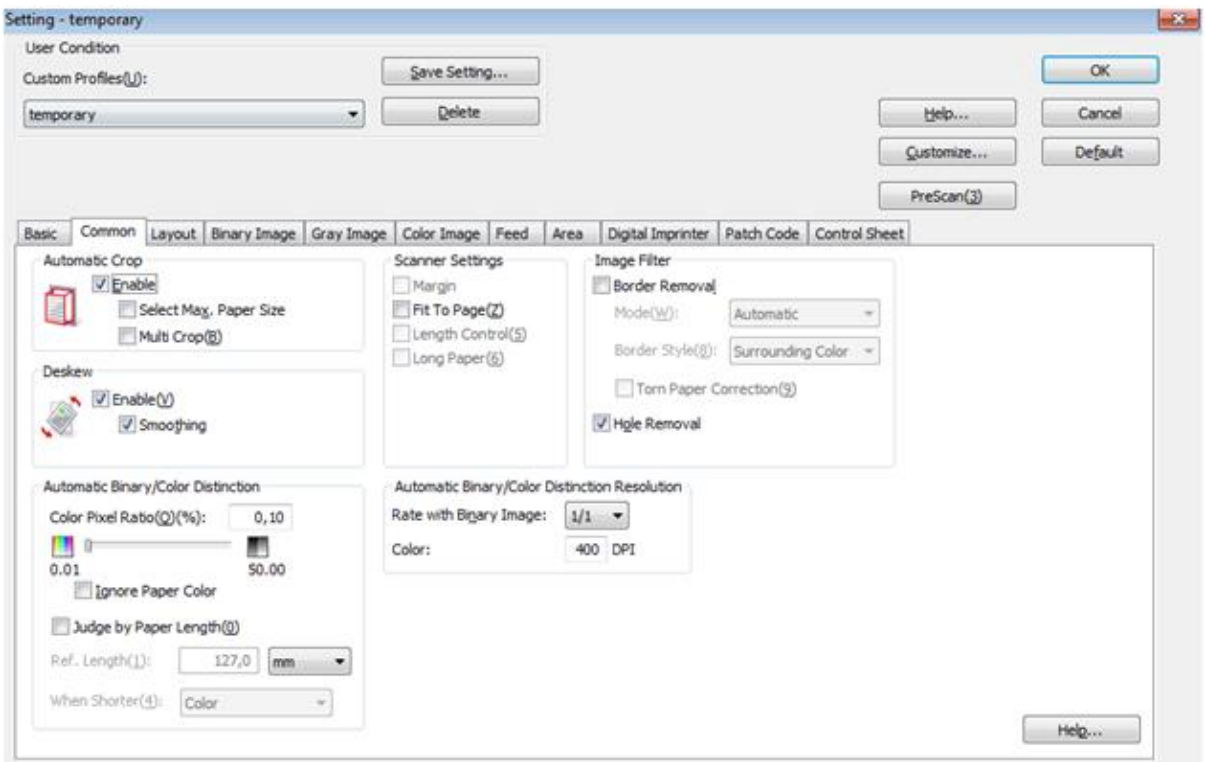 Setting - temporary
User Condition
Custom Profiles(U):
Save Setting...
OK
temporary
Delete
Help...
Cancel
Customize...
Default
PreScan(3)
Basic Common Layout Binary Image Gray Image Color Image Feed Area Digital Imprinter Patch Code Control Sheet
Automatic Crop
Enable
Select Max. Paper Size
Multi Crop(B)
Deskew
Enable(V)
Smoothing
Scanner Settings
Margin
Fit To Page(Z)
Length Control(5)
Long Paper(6)
Image Filter
Border Removal
Mode(W): Automatic
Border Style(8): Surrounding Color
Torn Paper Correction(9)
Hole Removal
Automatic Binary/Color Distinction
Color Pixel Ratio(Q)(%): 0,10
0.01 50.00
Ignore Paper Color
Judge by Paper Length(0)
Ref. Length(1): 127,0 mm
When Shorter(4): Color
Automatic Binary/Color Distinction Resolution
Rate with Binary Image: 1/1
Color: 400 DPI
Help...